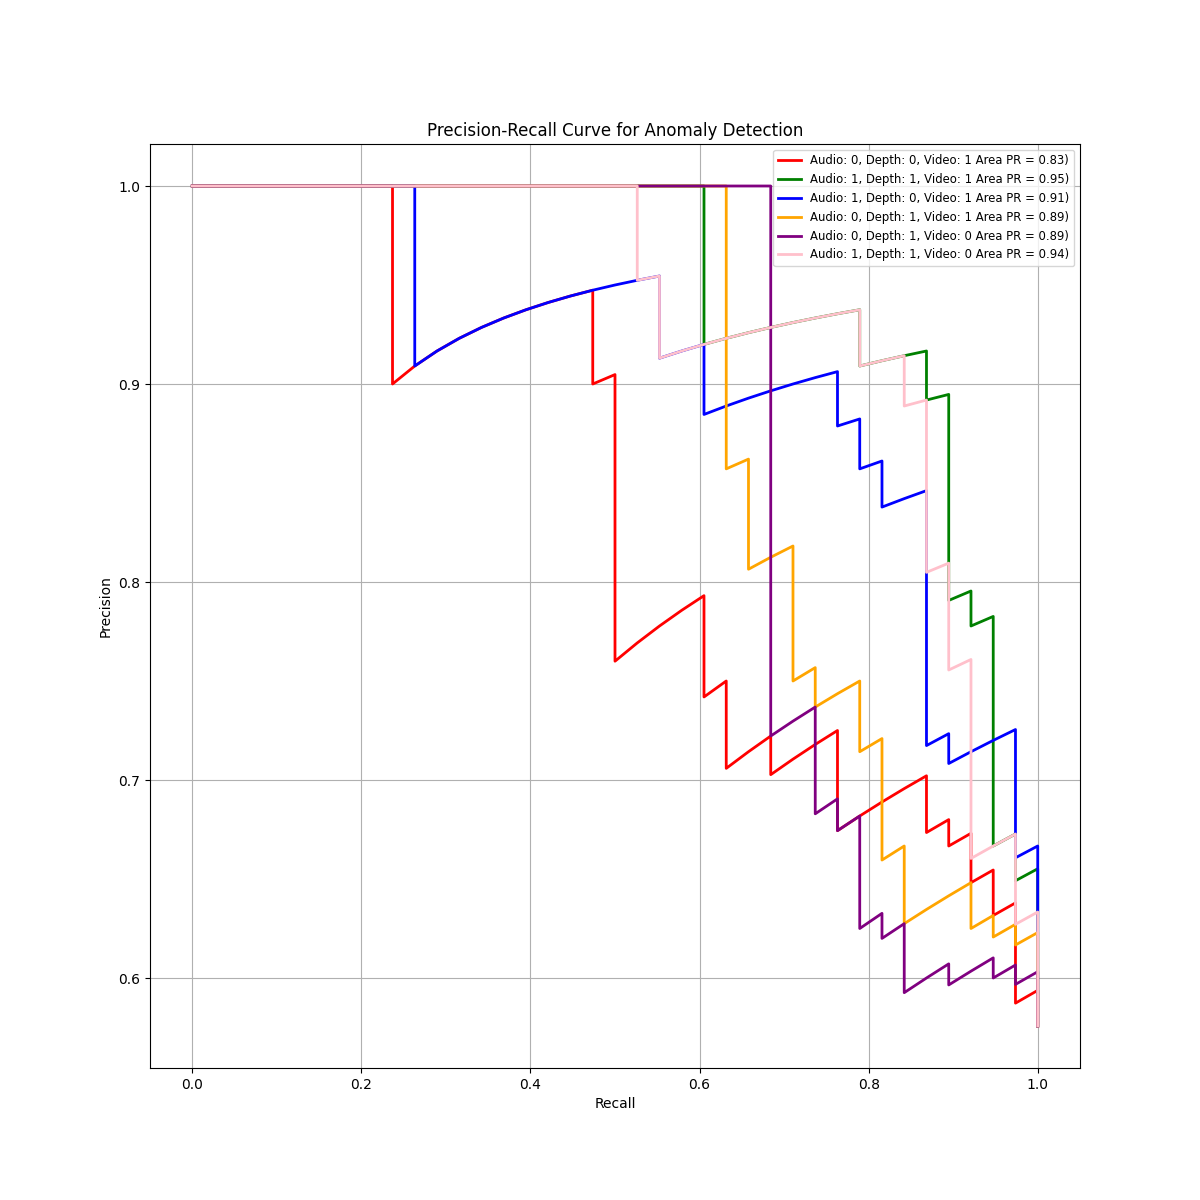 Precision-Recall Curve for Anomaly Detection
Audio: 0, Depth: 0, Video: 1 Area PR = 0.83)
Audio: 1, Depth: 1, Video: 1 Area PR = 0.95)
Audio: 1, Depth: 0, Video: 1 Area PR = 0.91)
Audio: 0, Depth: 1, Video: 1 Area PR = 0.89)
Audio: 0, Depth: 1, Video: 0 Area PR = 0.89)
Audio: 1, Depth: 1, Video: 0 Area PR = 0.94)
1.0
0.9
0.8
0.7
0.6
Precision
0.0 0.2 0.4 0.6 0.8 1.0
Recall